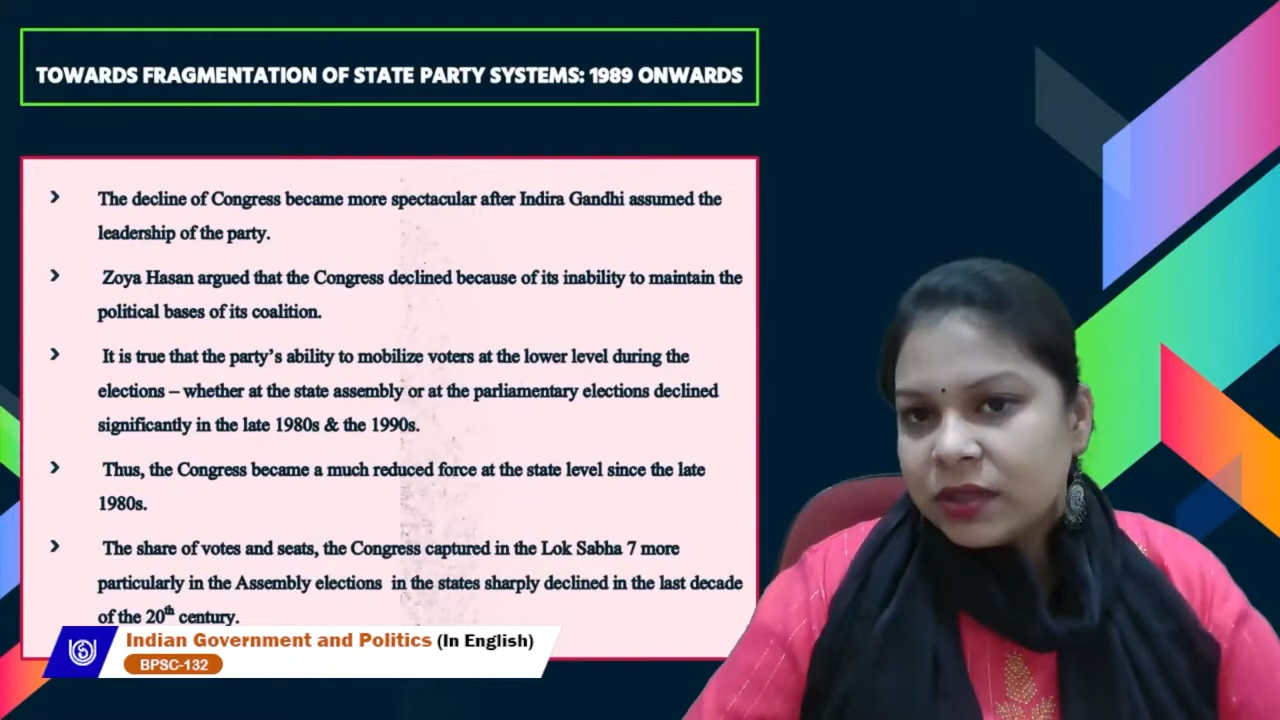 TOWARDS FRAGMENTATION OF STATE PARTY SYSTEMS: 1989 ONWARDS
The decline of Congress became more spectacular after Indira Gandhi assumed the
leadership of the party.
Zoya Hasan argued that the Congress declined because of its inability to maintain the
political bases of its coalition.
It is true that the party's ability to mobilize voters at the lower level during the
elections – whether at the state assembly or at the parliamentary elections declined
significantly in the late 1980s & the 1990s.
Thus, the Congress became a much reduced force at the state level since the late
1980s.
The share of votes and seats, the Congress captured in the Lok Sabha 7 more
particularly in the Assembly elections in the states sharply declined in the last decade
of the 20th century.
Indian Government and Politics (In English)
BPSC-132